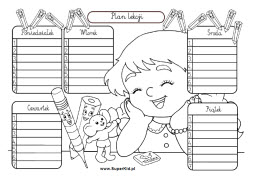 Plan lekcji
Poniedziałek
Wtorek
Środa
Czwartek
Piątek
www.SuperKid.pl